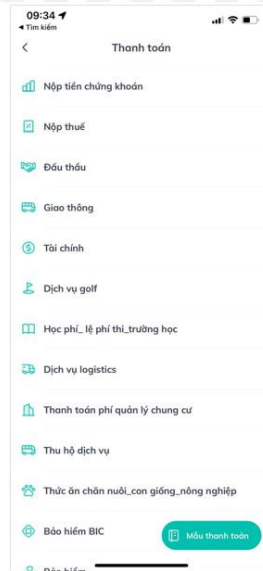 09:34
◀ Tìm kiếm
Thanh toán
Nộp tiền chứng khoán
Nộp thuế
Đấu thầu
Giao thông
Tài chính
Dịch vụ golf
Học phí_ lệ phí thi_trường học
Dịch vụ logistics
Thanh toán phí quản lý chung cư
Thu hộ dịch vụ
Thức ăn chăn nuôi_con giống_nông nghiệp
Bảo hiểm BIC
Mẫu thanh toán
Bảo hiểm